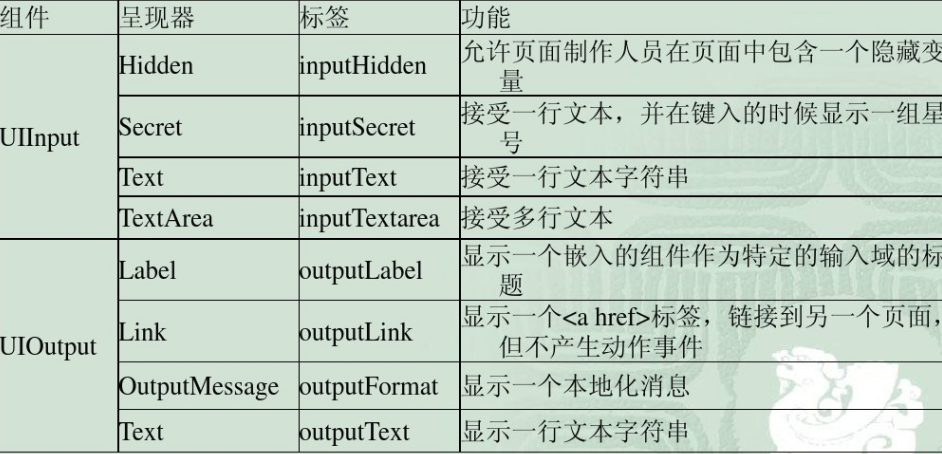 组件 呈现器 标签 功能
UIInput
Hidden inputHidden 允许页面制作人员在页面中包含一个隐藏变
量
Secret inputSecret 接受一行文本，并在键入的时候显示一组星
号
Text inputText 接受一行文本字符串
TextArea inputTextarea 接受多行文本
UIOutput
Label outputLabel 显示一个嵌入的组件作为特定的输入域的标
题
Link outputLink 显示一个<a href>标签，链接到另一个页面，
但不产生动作事件
OutputMessage outputFormat 显示一个本地化消息
Text outputText 显示一行文本字符串